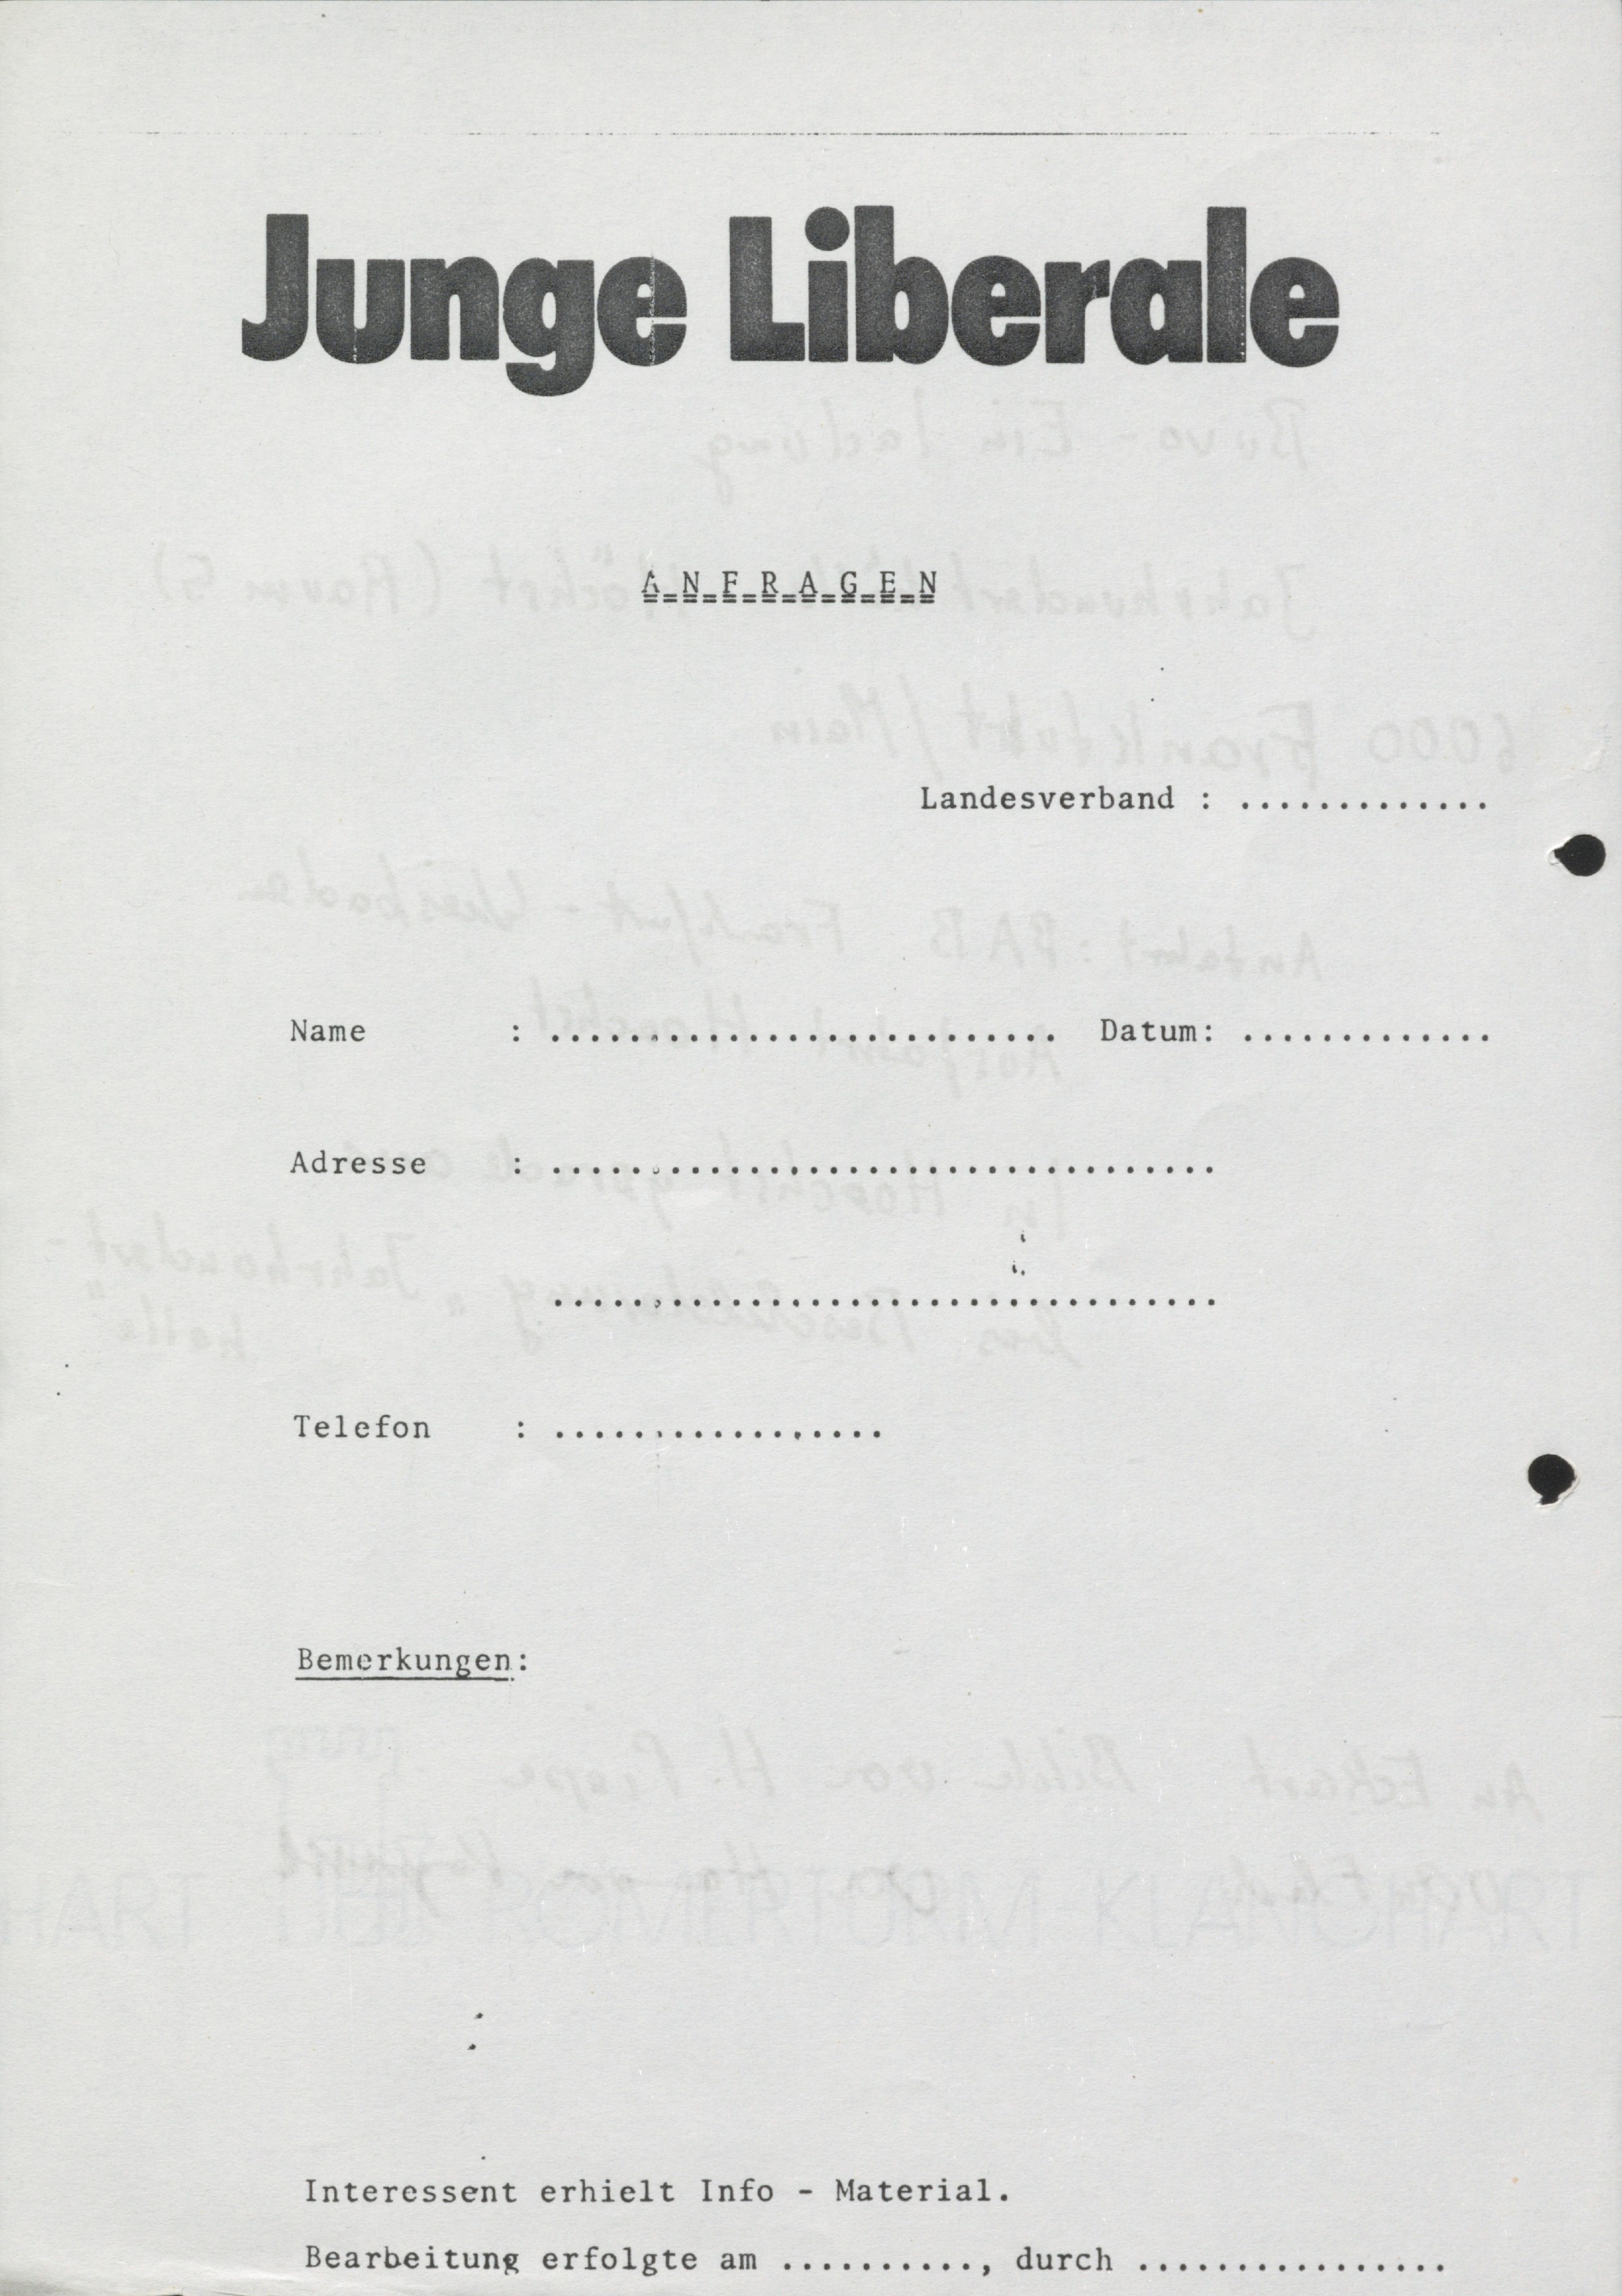 Junge Liberale
A N F R A G E N
Landesverband : .............
Name : .......................... Datum: .............
Adresse : ..................................
..................................
Telefon : .................
Bemerkungen:
Interessent erhielt Info - Material.
Bearbeitung erfolgte am .........., durch ................